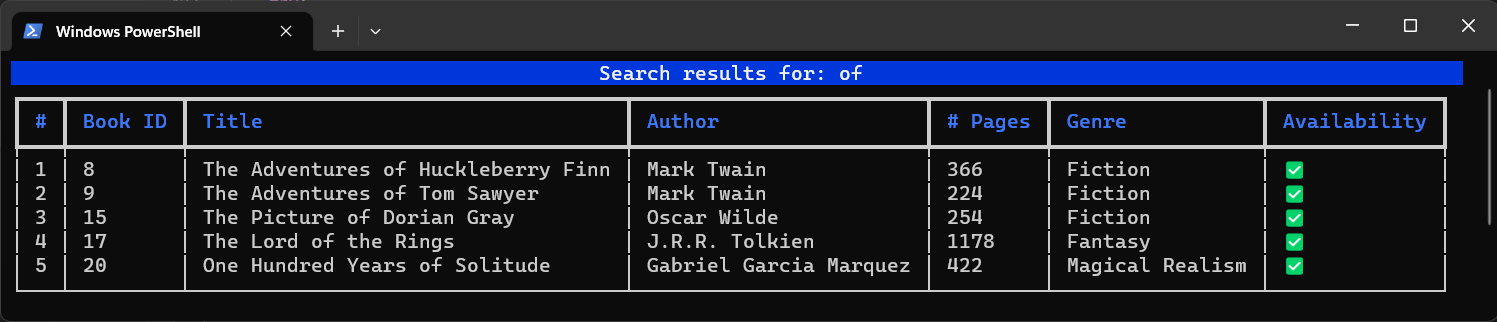 Windows PowerShell
Search results for: of
# Book ID Title Author # Pages Genre Availability
1 8 The Adventures of Huckleberry Finn Mark Twain 366 Fiction ✅
2 9 The Adventures of Tom Sawyer Mark Twain 224 Fiction ✅
3 15 The Picture of Dorian Gray Oscar Wilde 254 Fiction ✅
4 17 The Lord of the Rings J.R.R. Tolkien 1178 Fantasy ✅
5 20 One Hundred Years of Solitude Gabriel Garcia Marquez 422 Magical Realism ✅